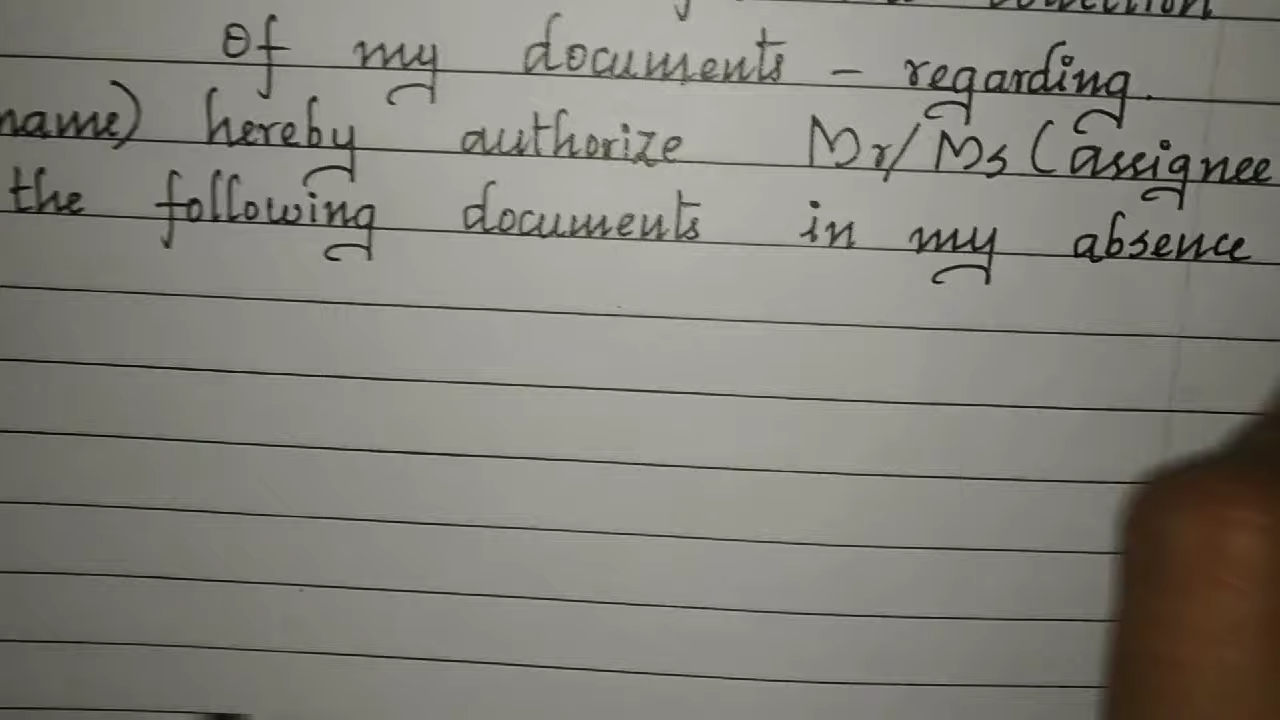 of my documents - regarding.
name) hereby authorize Mr/Ms (assignee
the following documents in my absence